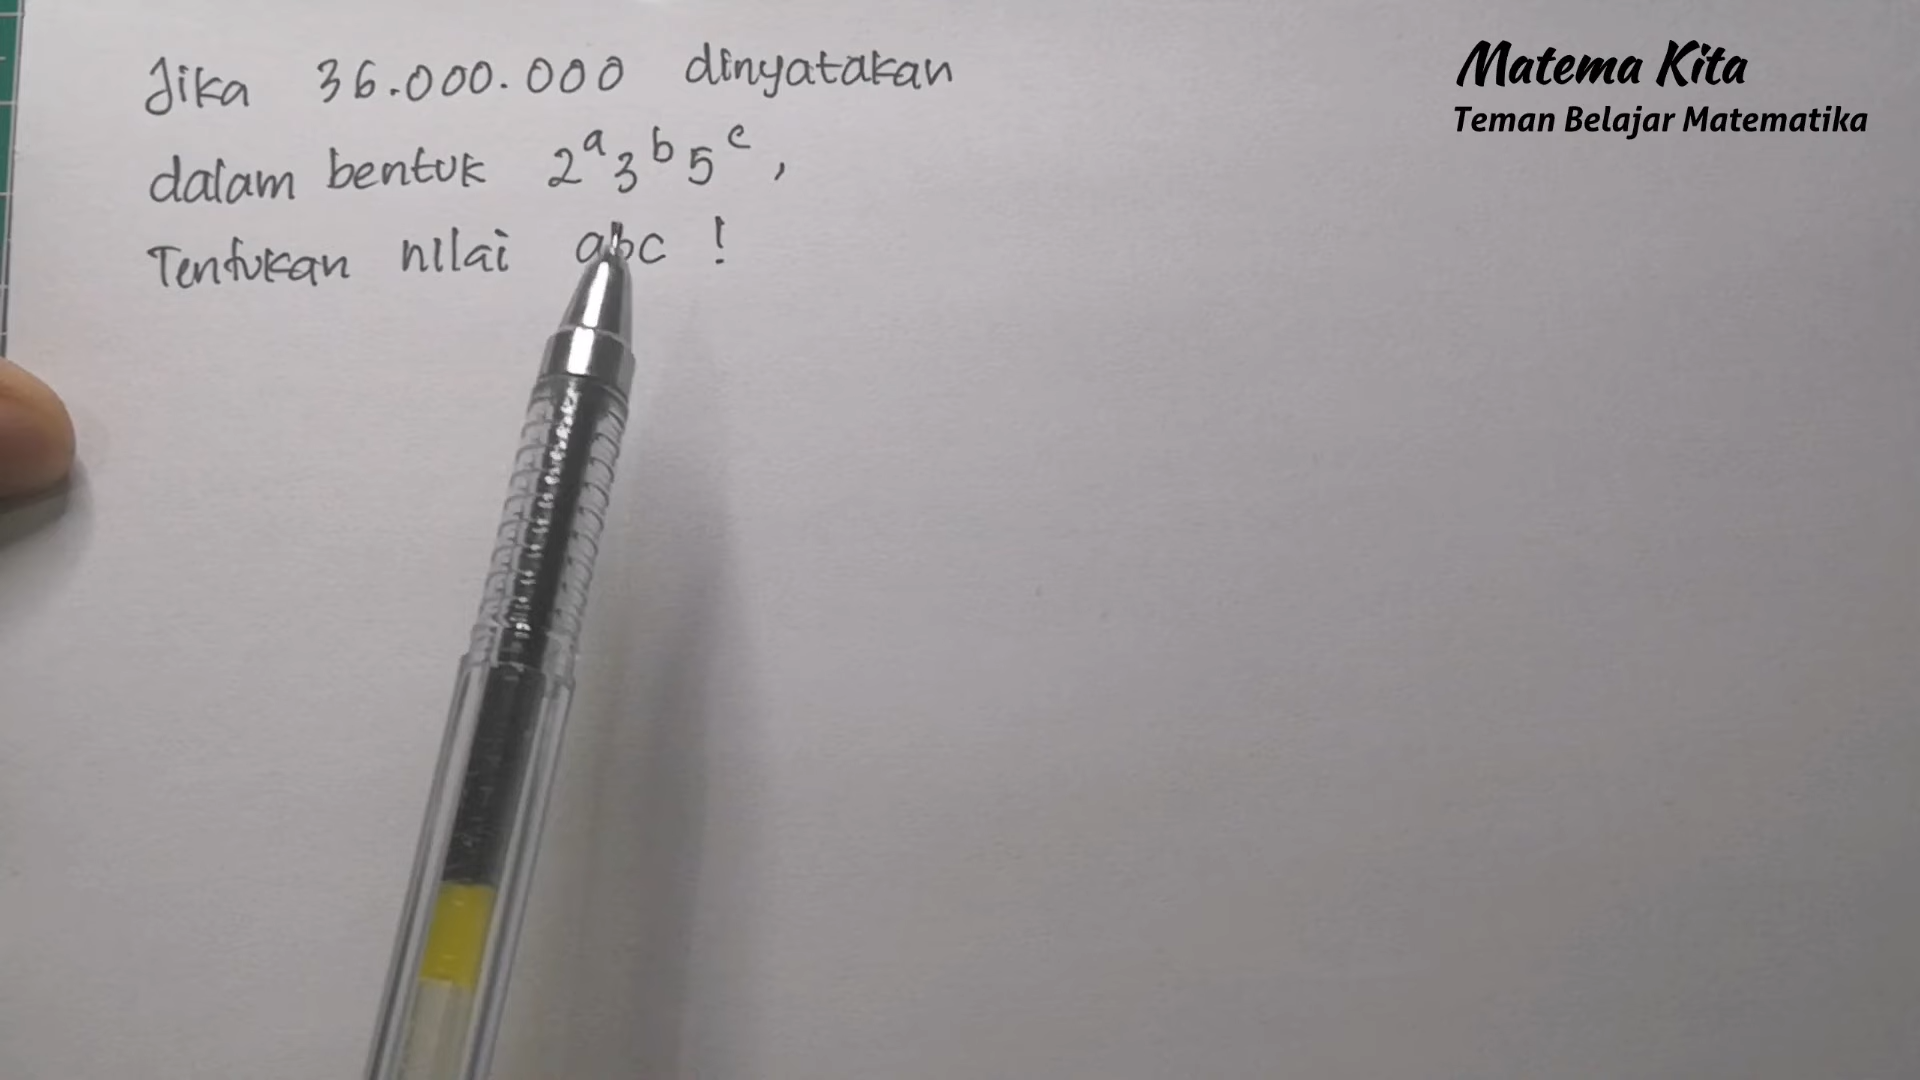 Jika 36.000.000 dinyatakan
dalam bentuk 2^a 3^b 5^c ,
Tentukan nilai abc !
Matema Kita
Teman Belajar Matematika